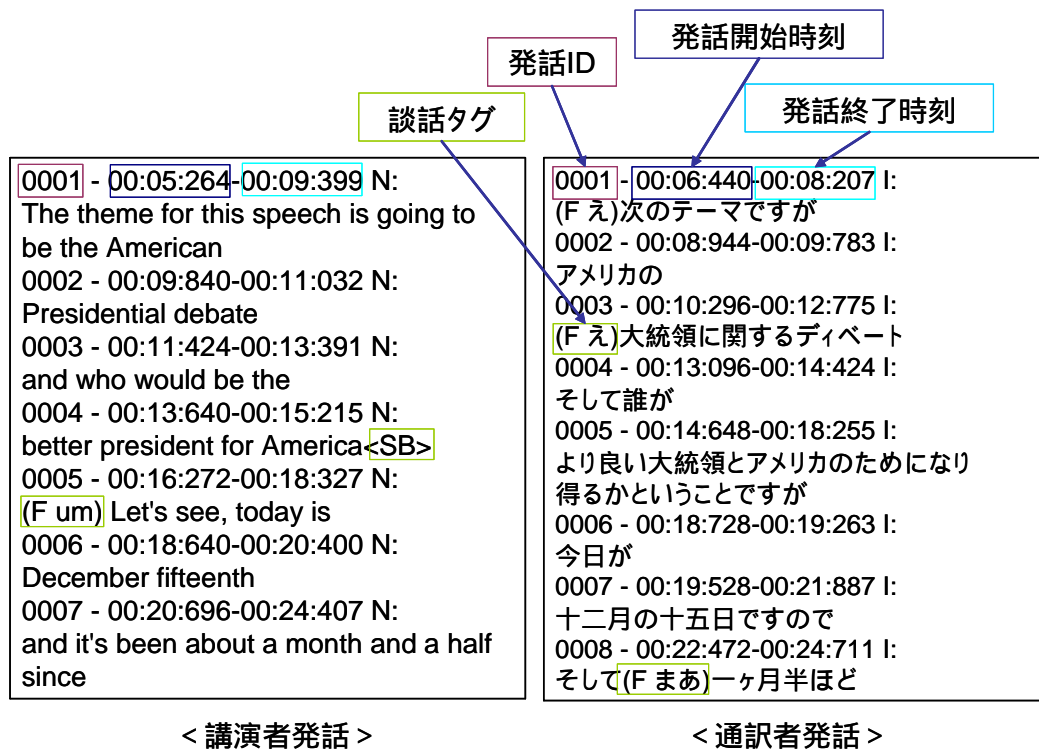 発話開始時刻
発話ID
発話終了時刻
談話タグ
0001 - 00:05:264-00:09:399 N:
The theme for this speech is going to
be the American
0002 - 00:09:840-00:11:032 N:
Presidential debate
0003 - 00:11:424-00:13:391 N:
and who would be the
0004 - 00:13:640-00:15:215 N:
better president for America<SB>
0005 - 00:16:272-00:18:327 N:
(F um) Let's see, today is
0006 - 00:18:640-00:20:400 N:
December fifteenth
0007 - 00:20:696-00:24:407 N:
and it's been about a month and a half
since
<講演者発話>
0001 - 00:06:440-00:08:207 I:
(F え)次のテーマですが
0002 - 00:08:944-00:09:783 I:
アメリカの
0003 - 00:10:296-00:12:775 I:
(F え)大統領に関するディベート
0004 - 00:13:096-00:14:424 I:
そして誰が
0005 - 00:14:648-00:18:255 I:
より良い大統領とアメリカのためになり
得るかということですが
0006 - 00:18:728-00:19:263 I:
今日が
0007 - 00:19:528-00:21:887 I:
十二月の十五日ですので
0008 - 00:22:472-00:24:711 I:
そして(F まあ)一ヶ月半ほど
<通訳者発話>